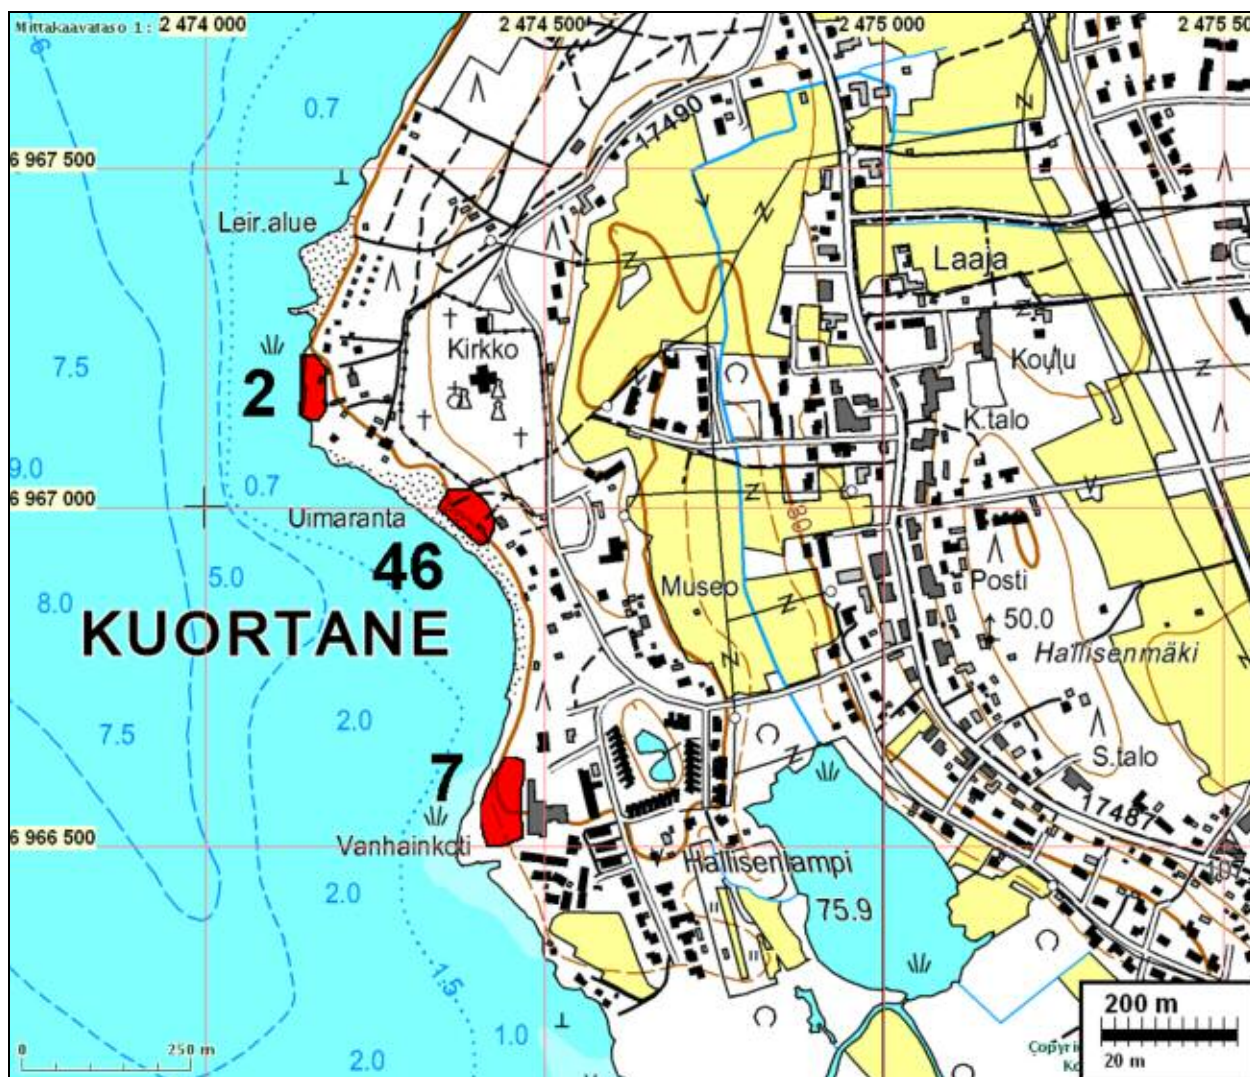 Mittakaavataso 1 :
2 474 000
2 474 500
2 475 000
2 475 50
6
0.7
17490
6 967 500
Leir.alue
Laaja
7.5
Kirkko
Koulu
2
K.talo
9.0
0.7
6 967 000
Uimaranta
80
46
5.0
8.0
Museo
Posti
50.0
KUORTANE
Hallisenmäki
2.0
7.5
7
S.talo
17487
6 966 500
Vanhainkoti
Hallisenlampi
2.0
75.9
1.5
200 m
1.0
0
250 m
2.0
20 m